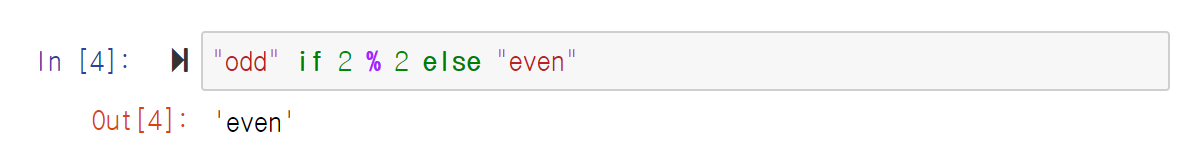 In [4]: "odd" if 2 % 2 else "even"
Out[4]: 'even'